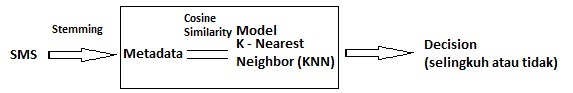 Stemming
SMS
Metadata
Cosine
Similarity
Model
K - Nearest
Neighbor (KNN)
Decision
(selingkuh atau tidak)